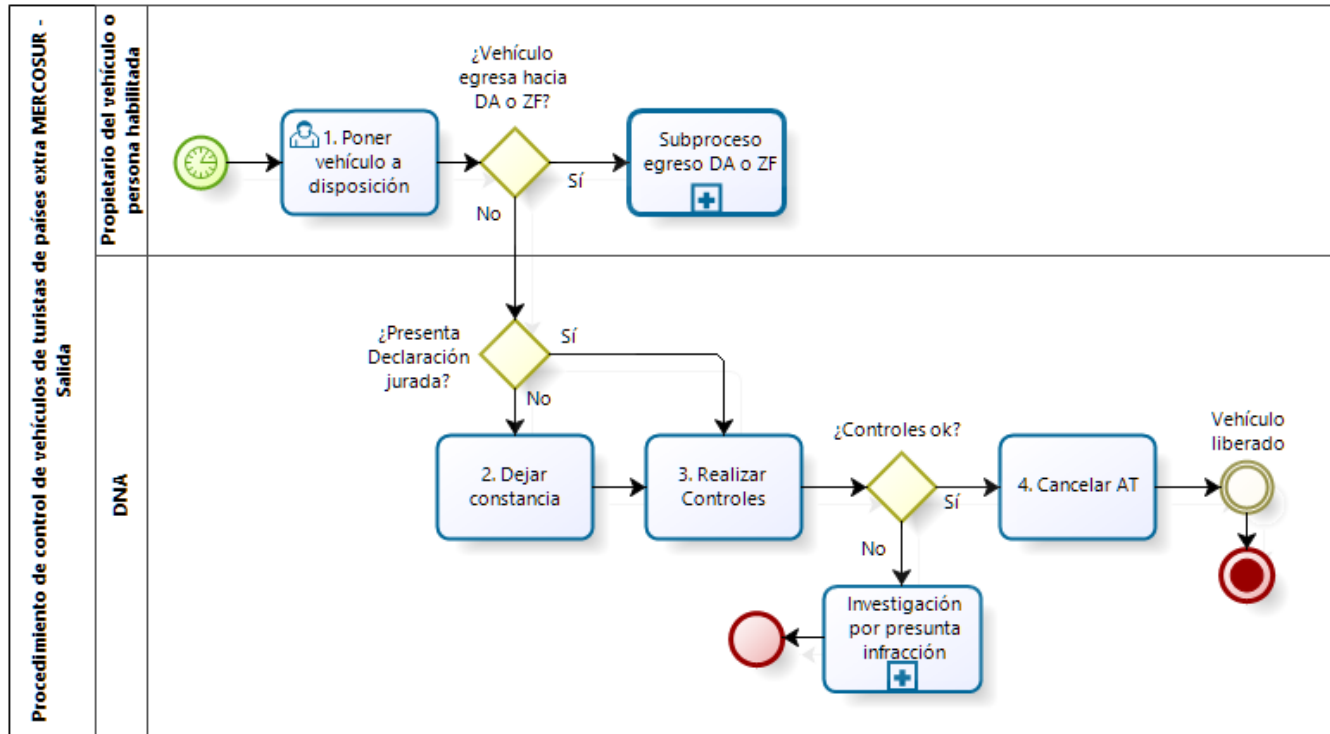 Procedimiento de control de vehículos de turistas de países extra MERCOSUR -
Salida
Propietario del vehículo o
persona habilitada
1. Poner
vehículo a
disposición
¿Vehículo
egresa hacia
DA o ZF?
Sí
No
Subproceso
egreso DA o ZF
DNA
¿Presenta
Declaración
jurada?
Sí
No
2. Dejar
constancia
3. Realizar
Controles
¿Controles ok?
Sí
No
4. Cancelar AT
Vehículo
liberado
Investigación
por presunta
infracción